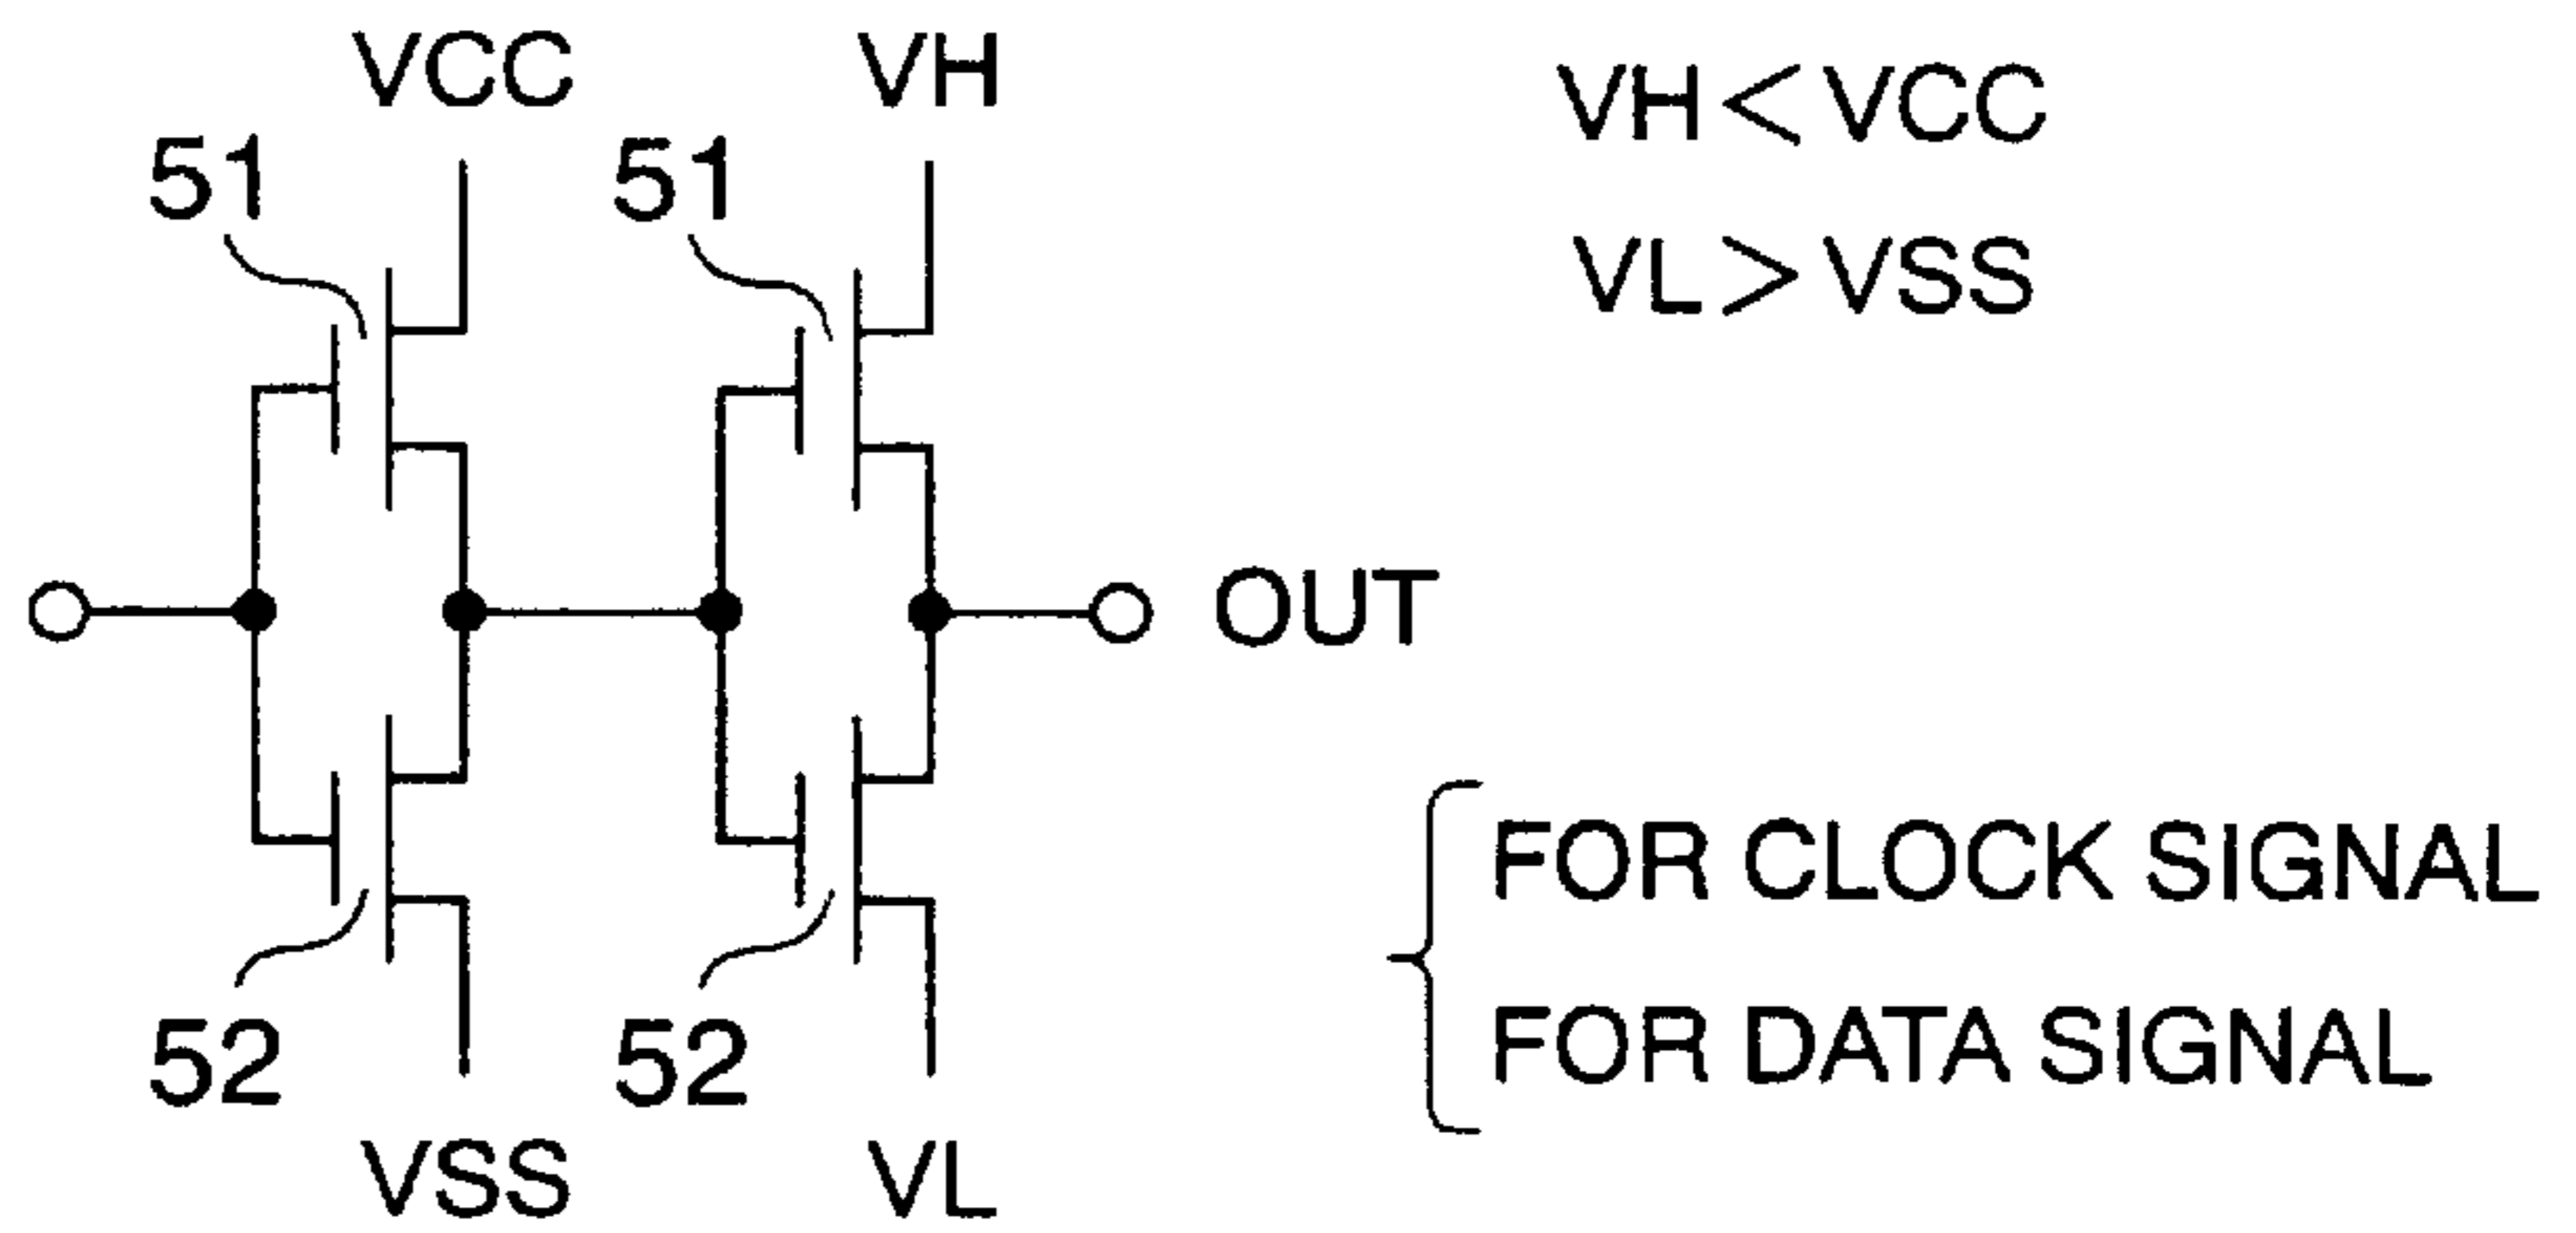 VCC VH
VH < VCC
51 51
VL > VSS
OUT
FOR CLOCK SIGNAL
FOR DATA SIGNAL
52 52
VSS VL